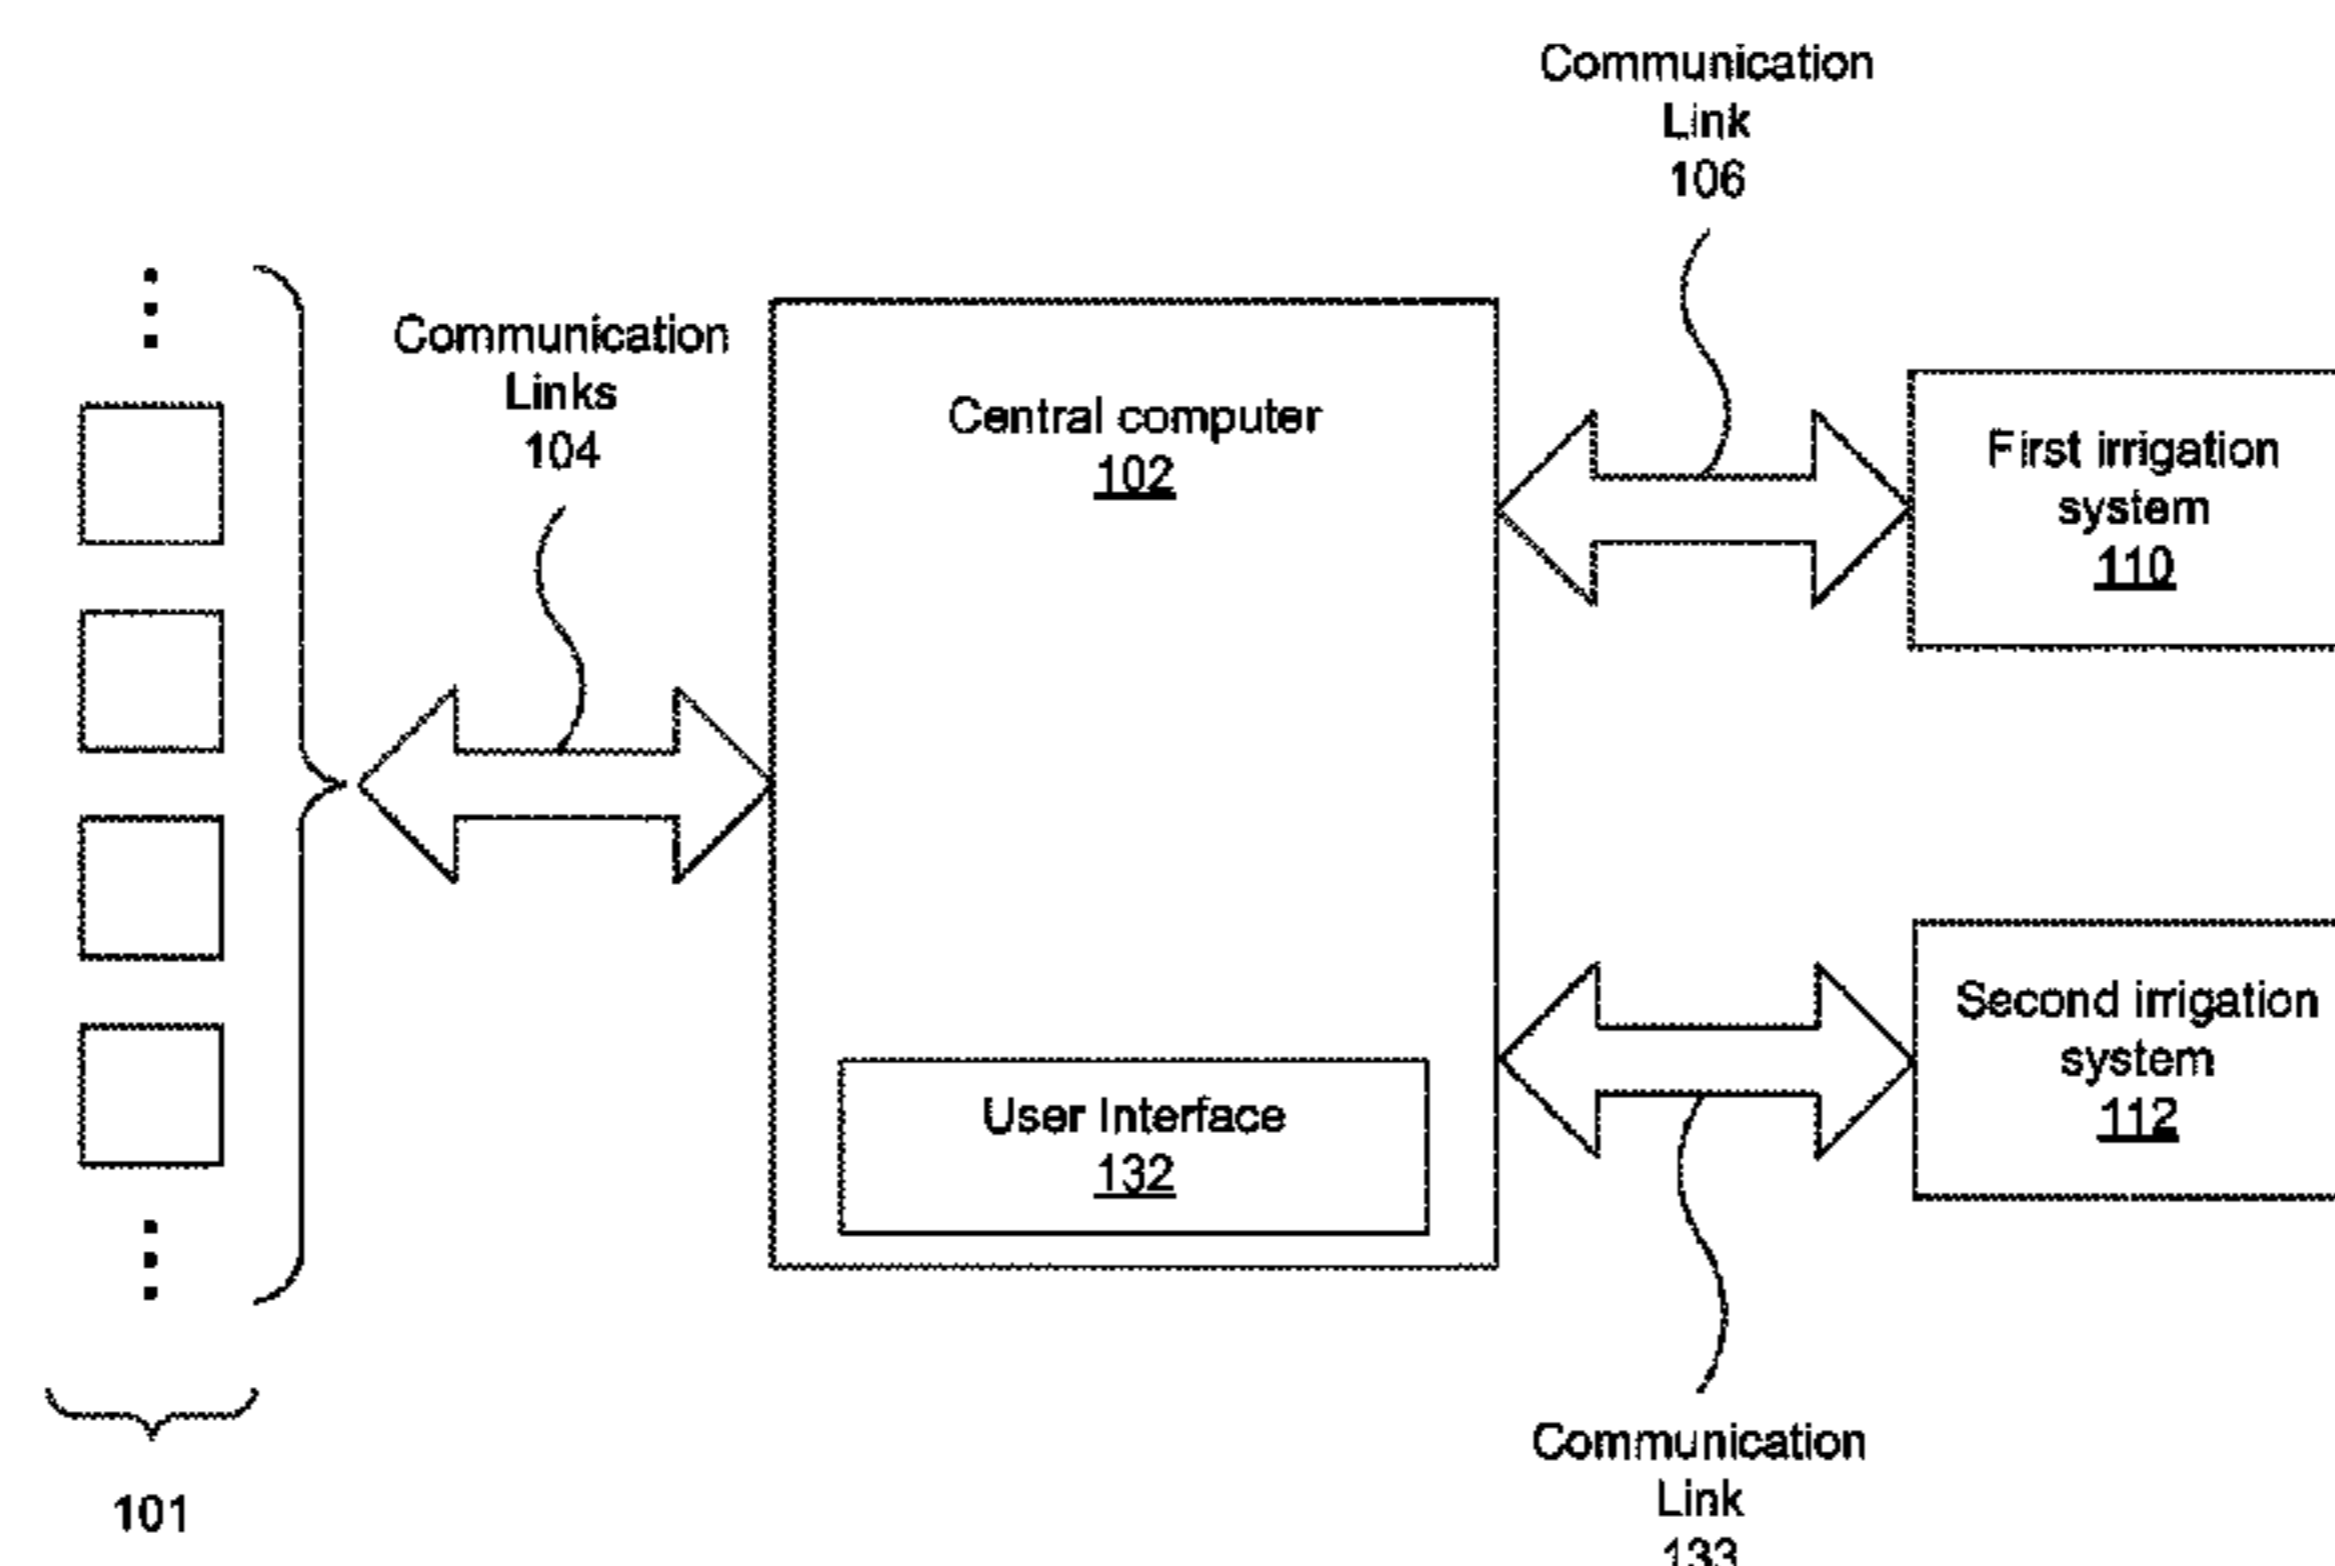 Communication
Link
106
Communication
Links
104
Central computer
102
First irrigation
system
110
Second irrigation
system
112
User Interface
132
Communication
Link
133
101